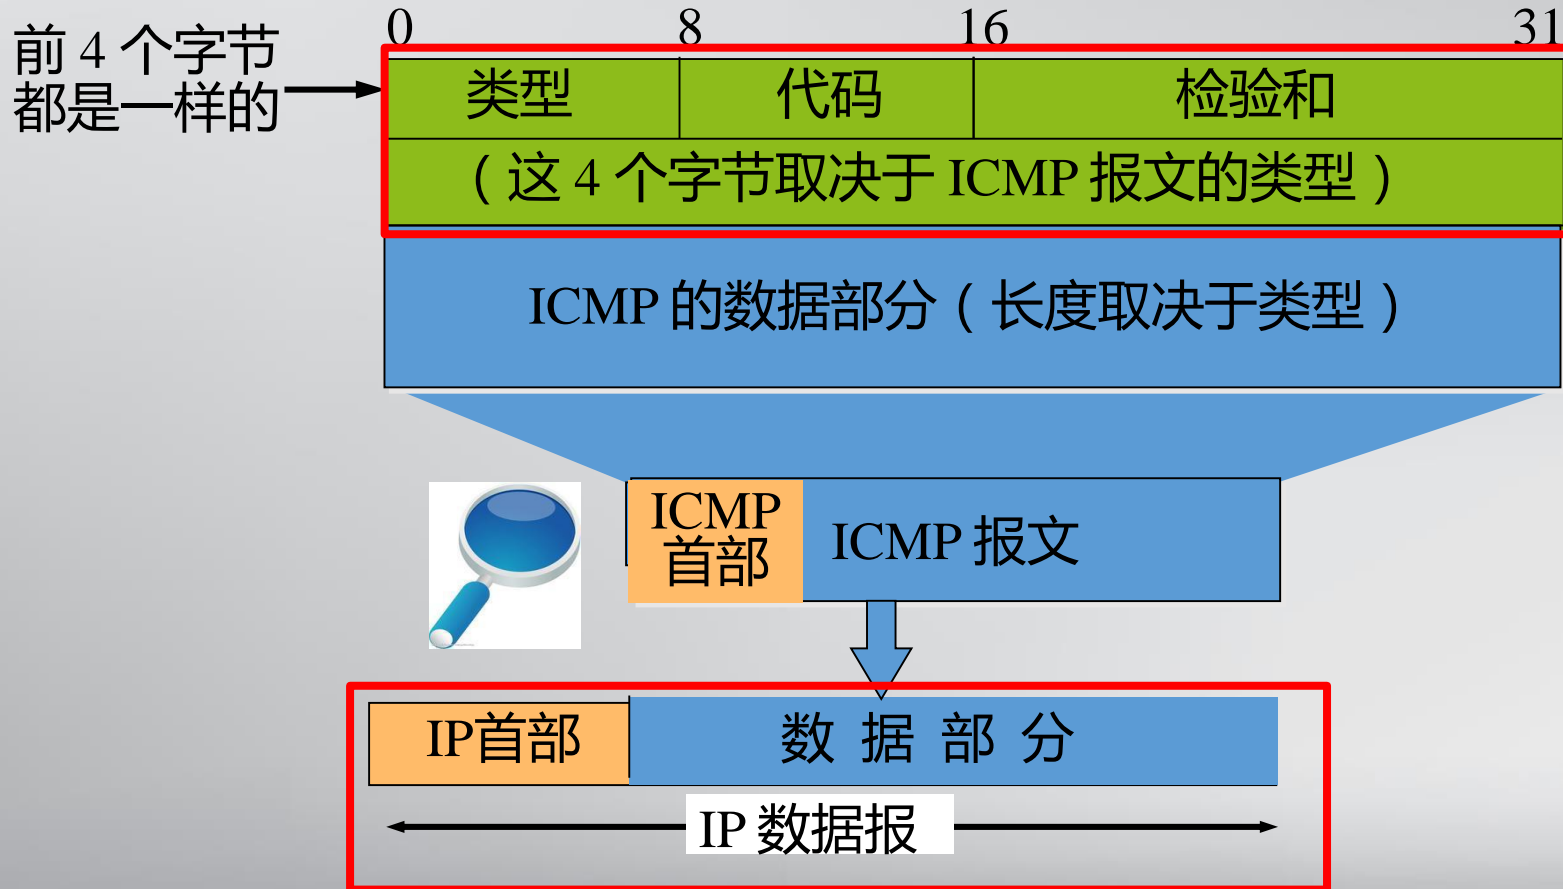 0 8 16 31
前 4 个字节
都是一样的
类型 代码 检验和
（这 4 个字节取决于 ICMP 报文的类型）
ICMP 的数据部分（长度取决于类型）
ICMP
首部
ICMP 报文
IP首部 数 据 部 分
IP 数据报